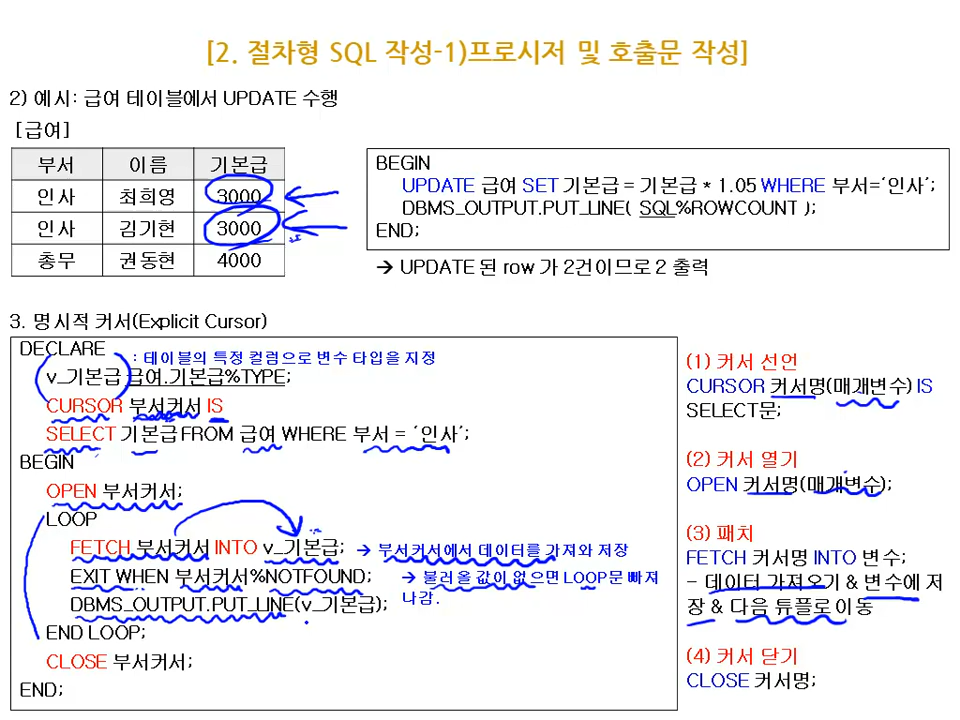 [2. 절차형 SQL 작성-1)프로시저 및 호출문 작성]
2) 예시: 급여 테이블에서 UPDATE 수행
[급여]
부서 이름 기본급
인사 최희영 3000
인사 김기현 3000
총무 권동현 4000
BEGIN
UPDATE 급여 SET 기본급 = 기본급 * 1.05 WHERE 부서=‘인사’;
DBMS_OUTPUT.PUT_LINE( SQL%ROWCOUNT );
END;
→ UPDATE 된 row 가 2건이므로 2 출력
3. 명시적 커서(Explicit Cursor)
DECLARE
: 테이블의 특정 컬럼으로 변수 타입을 지정
v_기본급 급여.기본급%TYPE;
CURSOR 부서커서 IS
SELECT 기본급 FROM 급여 WHERE 부서 = ‘인사’;
BEGIN
OPEN 부서커서;
LOOP
FETCH 부서커서 INTO v_기본급; → 부서커서에서 데이터를 가져와 저장
EXIT WHEN 부서커서%NOTFOUND; → 불러올 값이 없으면 LOOP문 빠져
나감.
DBMS_OUTPUT.PUT_LINE(v_기본급);
END LOOP;
CLOSE 부서커서;
END;
(1) 커서 선언
CURSOR 커서명(매개변수) IS
SELECT문;
(2) 커서 열기
OPEN 커서명(매개변수);
(3) 패치
FETCH 커서명 INTO 변수;
- 데이터 가져오기 & 변수에 저
장 & 다음 튜플로 이동
(4) 커서 닫기
CLOSE 커서명;